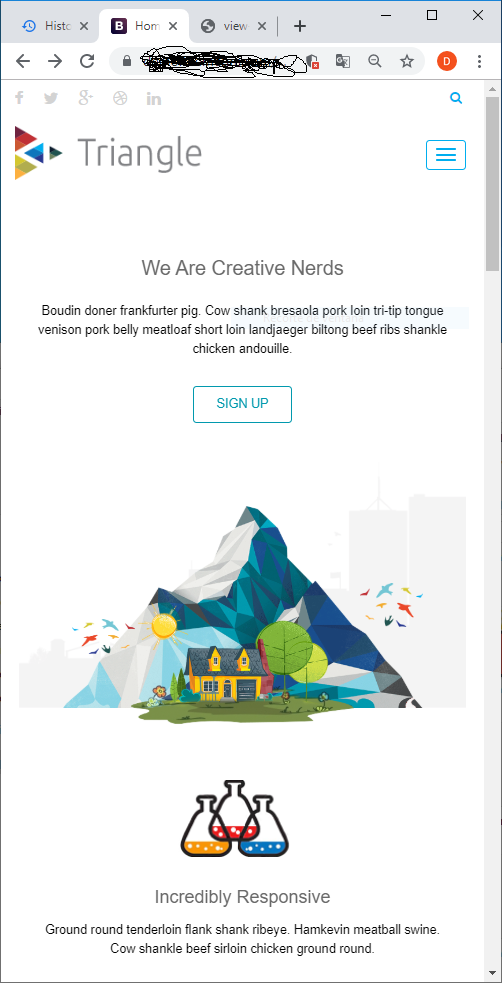 Histo
Hom
view-
D
Triangle
We Are Creative Nerds
Boudin doner frankfurter pig. Cow shank bresaola pork loin tri-tip tongue
venison pork belly meatloaf short loin landjaeger biltong beef ribs shankle
chicken andouille.
SIGN UP
Incredibly Responsive
Ground round tenderloin flank shank ribeye. Hamkevin meatball swine.
Cow shankle beef sirloin chicken ground round.